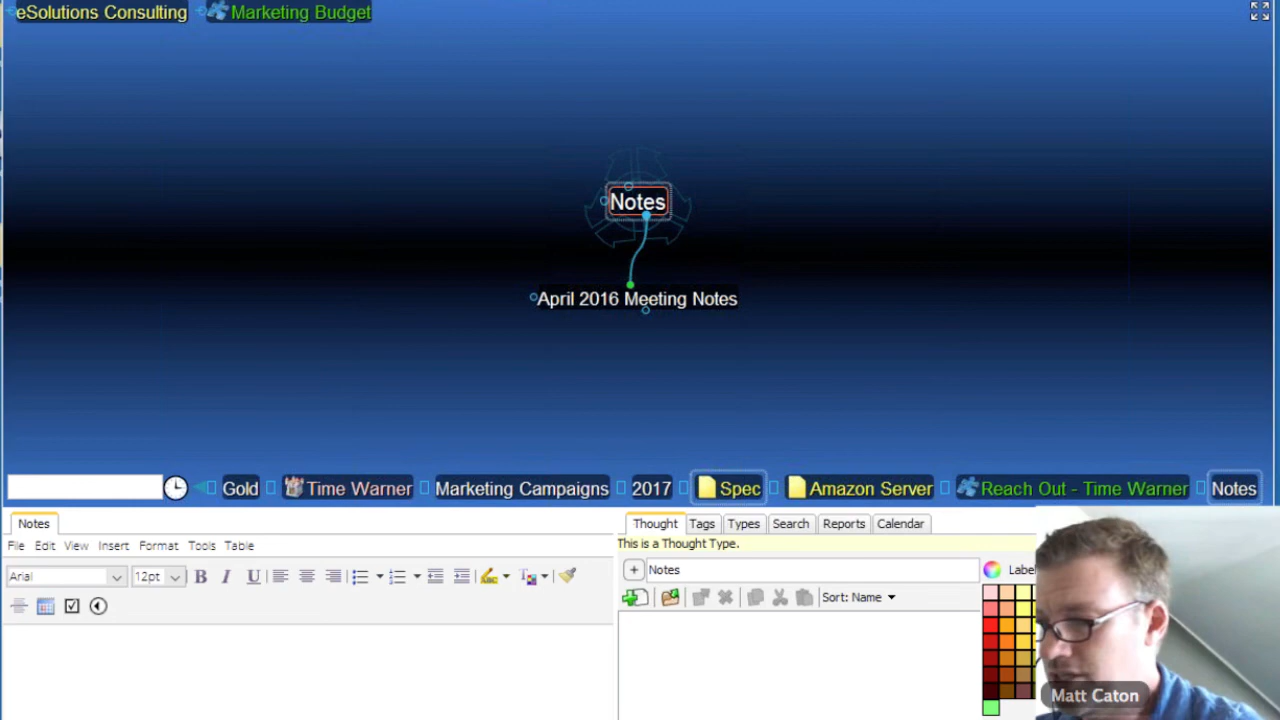 eSolutions Consulting Marketing Budget
Notes
April 2016 Meeting Notes
Gold Time Warner Marketing Campaigns 2017 Spec Amazon Server Reach Out - Time Warner Notes
Notes
File Edit View Insert Format Tools Table
Arial 12pt B I U
Thought Tags Types Search Reports Calendar
This is a Thought Type.
Notes
Label
Sort: Name
Matt Caton